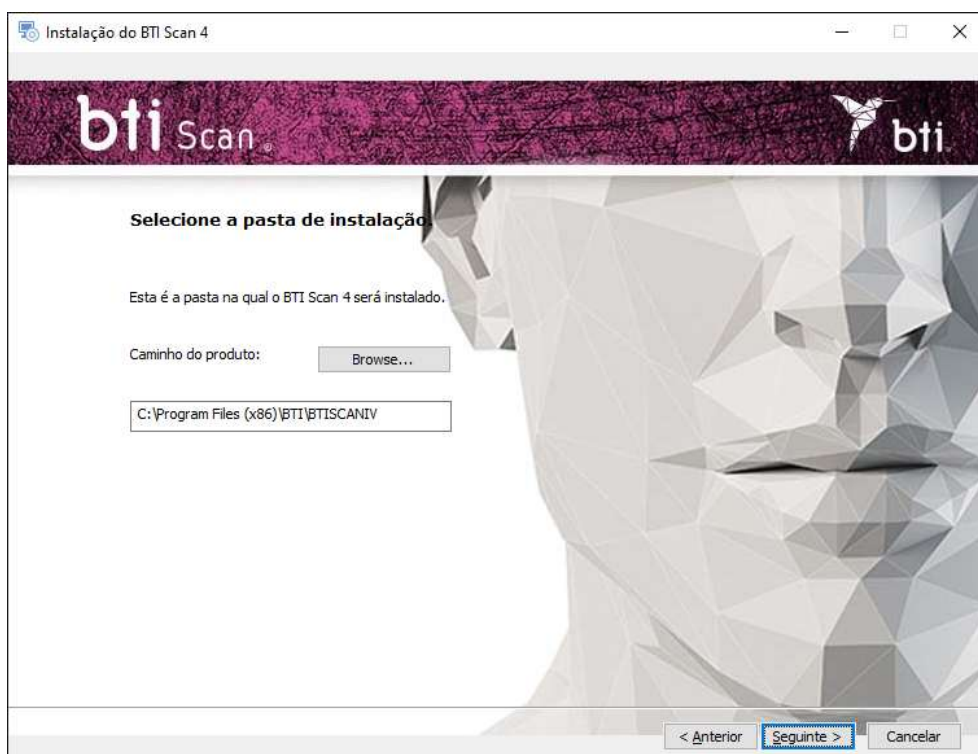 Instalação do BTI Scan 4
bti Scan®
bti
Selecione a pasta de instalação.
Esta é a pasta na qual o BTI Scan 4 será instalado.
Caminho do produto:
Browse...
C:\Program Files (x86)\BTI\BTISCANIV
< Anterior
Seguinte >
Cancelar